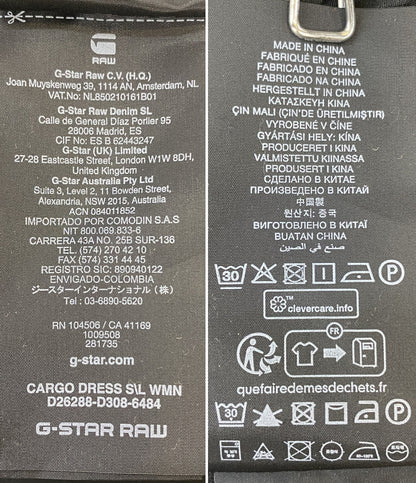 RAW
G-Star Raw C.V. (H.Q.)
Joan Muyskenweg 39, 1114 AN, Amsterdam, NL
VAT.No: NL850210161B01
G-Star Raw Denim SL
Calle de General Díaz Porlier 95
28006 Madrid, ES
CIF NO: ES B 62443247
G-Star (UK) Limited
27-28 Eastcastle Street, London W1W 8DH,
United Kingdom
G-Star Australia Pty Ltd
Suite 3, Level 2, 11 Bowden Street,
Alexandria, NSW 2015, Australia
ACN 084011852
IMPORTADO POR COMODIN S.A.S
NIT 800.069.833-6
CARRERA 43A NO. 25B SUR-136
TEL (574) 270 42 10
FAX (574) 331 44 45
REGISTRO SIC: 890940122
ENVIGADO-COLOMBIA
ジースターインターナショナル (株)
Tel: 03-6890-5620
RN 104506 / CA 41169
1009508
281735
g-star.com
CARGO DRESS S\L WMN
D26288-D308-6484
G-STAR RAW
MADE IN CHINA
FABRIQUÉ EN CHINE
FABRICADO EN CHINA
FABRICADO NA CHINA
HERGESTELLT IN CHINA
ΚΑΤΑΣΚΕΥΗ ΚΙΝΑ
ÇIN MALI (ÇIN'DE ÜRETILMIŞTIR)
VYROBENÉ V ČÍNE
GYÁRTÁSI HELY: KÍNA
PRODUCERET I KINA
VALMISTETTU KIINASSA
PRODUSERT I KINA
СДЕЛАНО В КИТАЕ
ПРОИЗВЕДЕНО В КИТАЙ
中国製
원산지: 중국
ВИГОТОВЛЕНО В КИТАЇ
BUATAN CHINA
صنع في الصين
30
P
TM clevercare.info
FR
quefairedemesdechets.fr
30
30